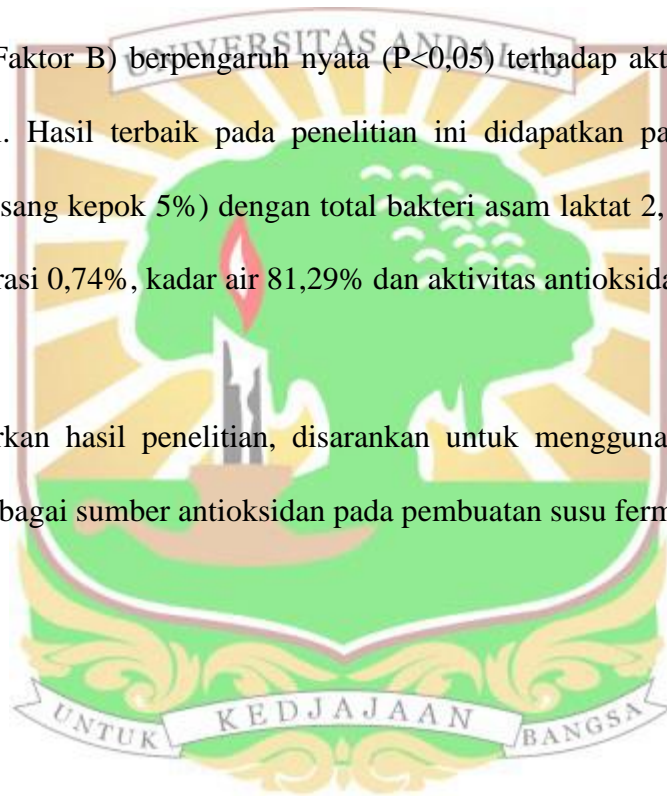 UNIVERSITAS ANDALAS
Faktor B) berpengaruh nyata (P<0,05) terhadap akt
. Hasil terbaik pada penelitian ini didapatkan pa
sang kepok 5%) dengan total bakteri asam laktat 2,
rasi 0,74%, kadar air 81,29% dan aktivitas antioksida
rkan hasil penelitian, disarankan untuk mengguna
bagai sumber antioksidan pada pembuatan susu ferm
UNTUK KEDJAJAAN BANGSA